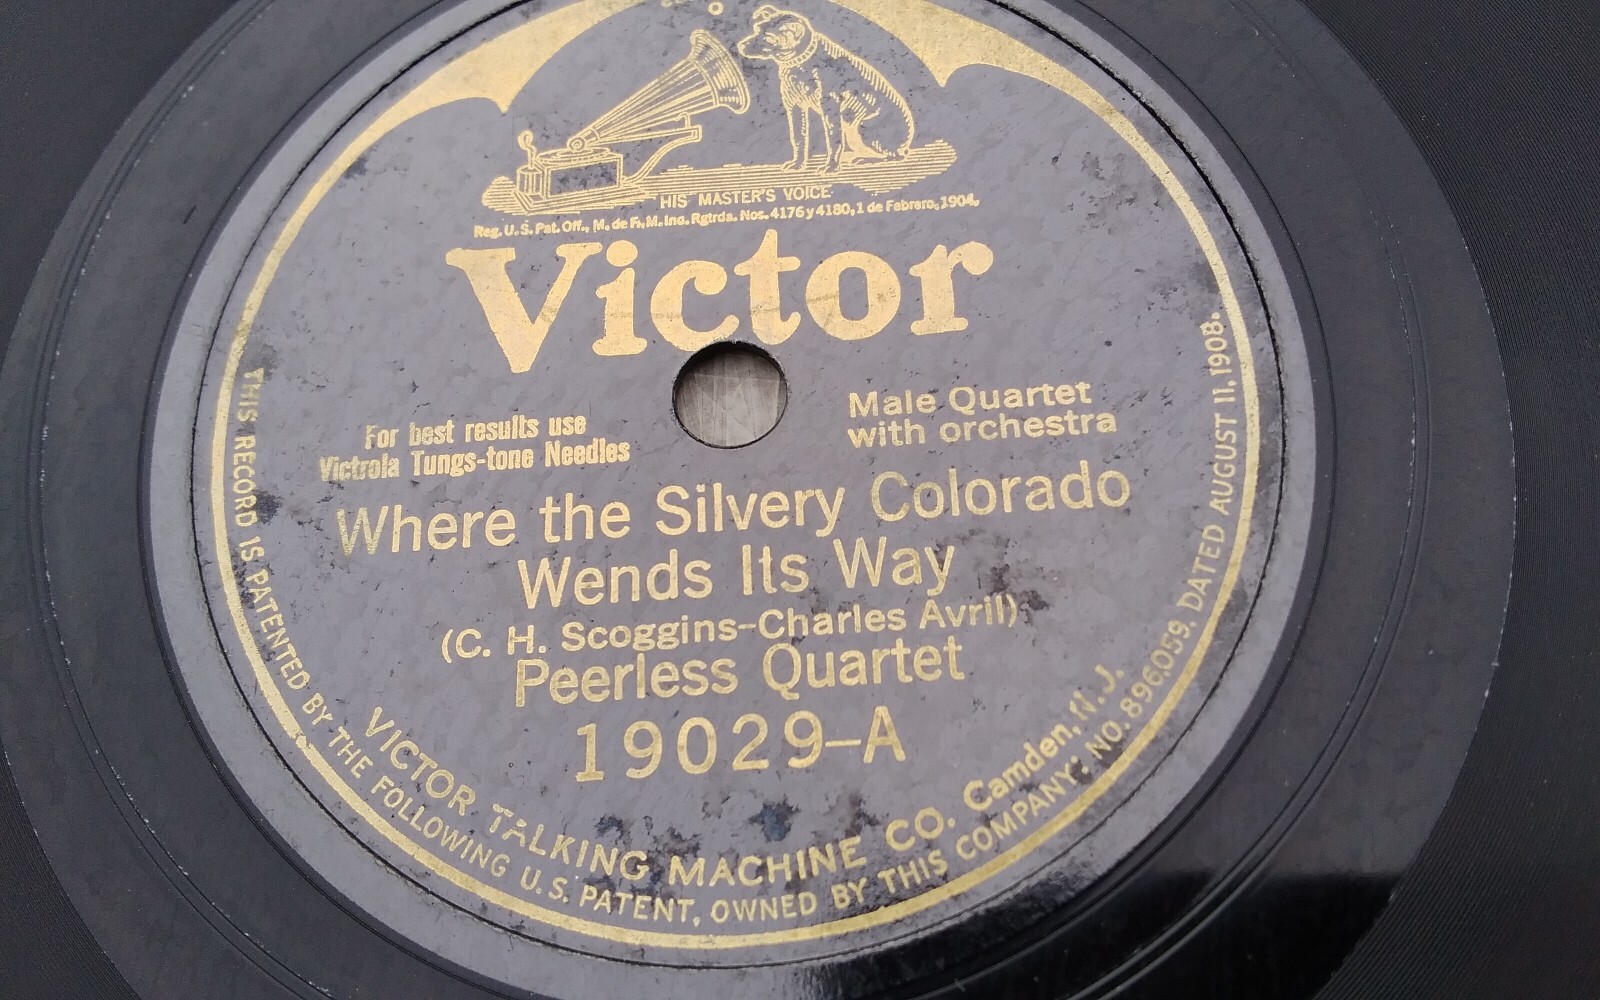 HIS MASTER'S VOICE
Reg. U.S. Pat. Off., M. de F., M. Ind. Rgtrda. Nos. 4176 y 4180, 1 de Febrero, 1904.
Victor
For best results use
Victrola Tungs-tone Needles
Male Quartet
with orchestra
Where the Silvery Colorado
Wends Its Way
(C. H. Scoggins-Charles Avril)
Peerless Quartet
19029-A
VICTOR TALKING MACHINE CO. Camden, N. J.
THIS RECORD IS PATENTED BY THE FOLLOWING U.S. PATENT, OWNED BY THIS COMPANY: NO. 896,059, DATED AUGUST 11, 1908.